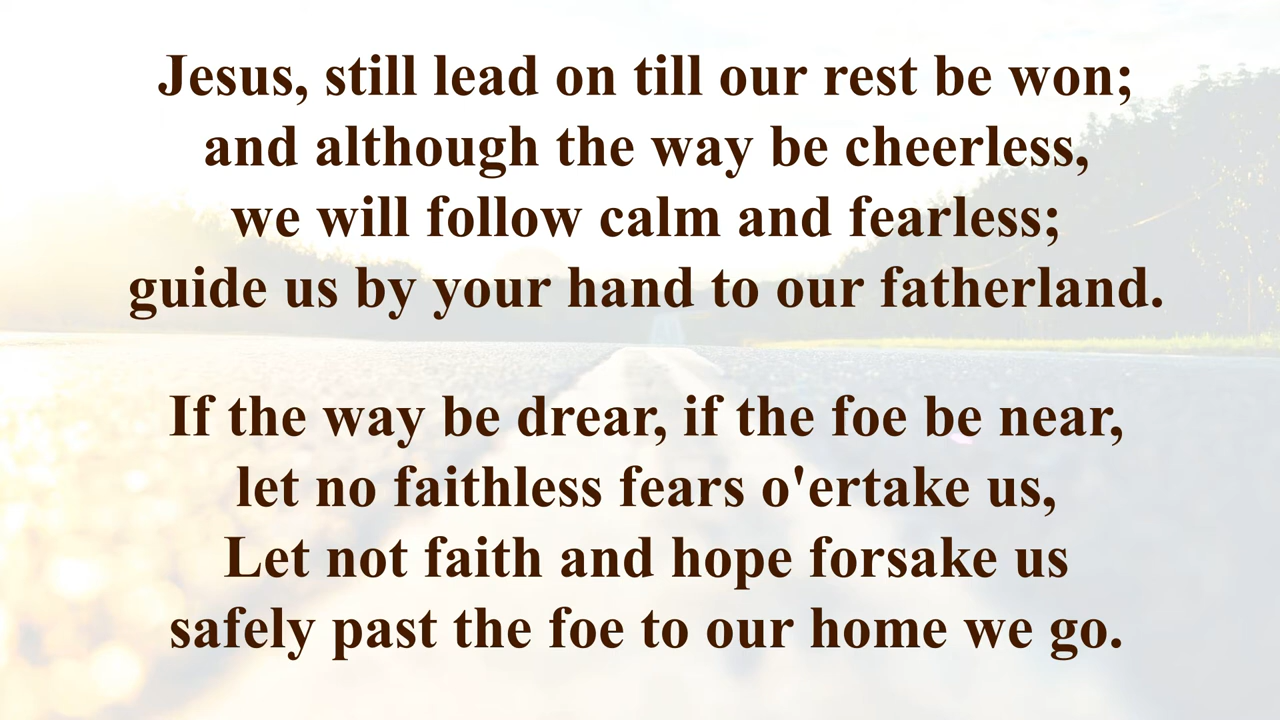 Jesus, still lead on till our rest be won;
and although the way be cheerless,
we will follow calm and fearless;
guide us by your hand to our fatherland.
If the way be drear, if the foe be near,
let no faithless fears o'ertake us,
Let not faith and hope forsake us
safely past the foe to our home we go.